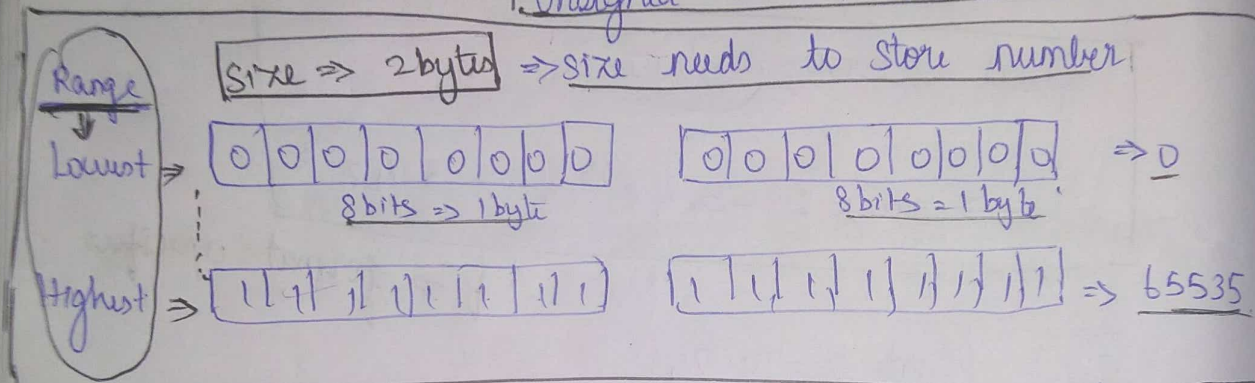 1. Unsigned
Range
size => 2 bytes => size needs to store number
Lowest => 0 0 0 0 0 0 0 0 0 0 0 0 0 0 0 0 => 0
8 bits => 1 byte 8 bits = 1 byte
Highest => 1 1 1 1 1 1 1 1 1 1 1 1 1 1 1 1 => 65535